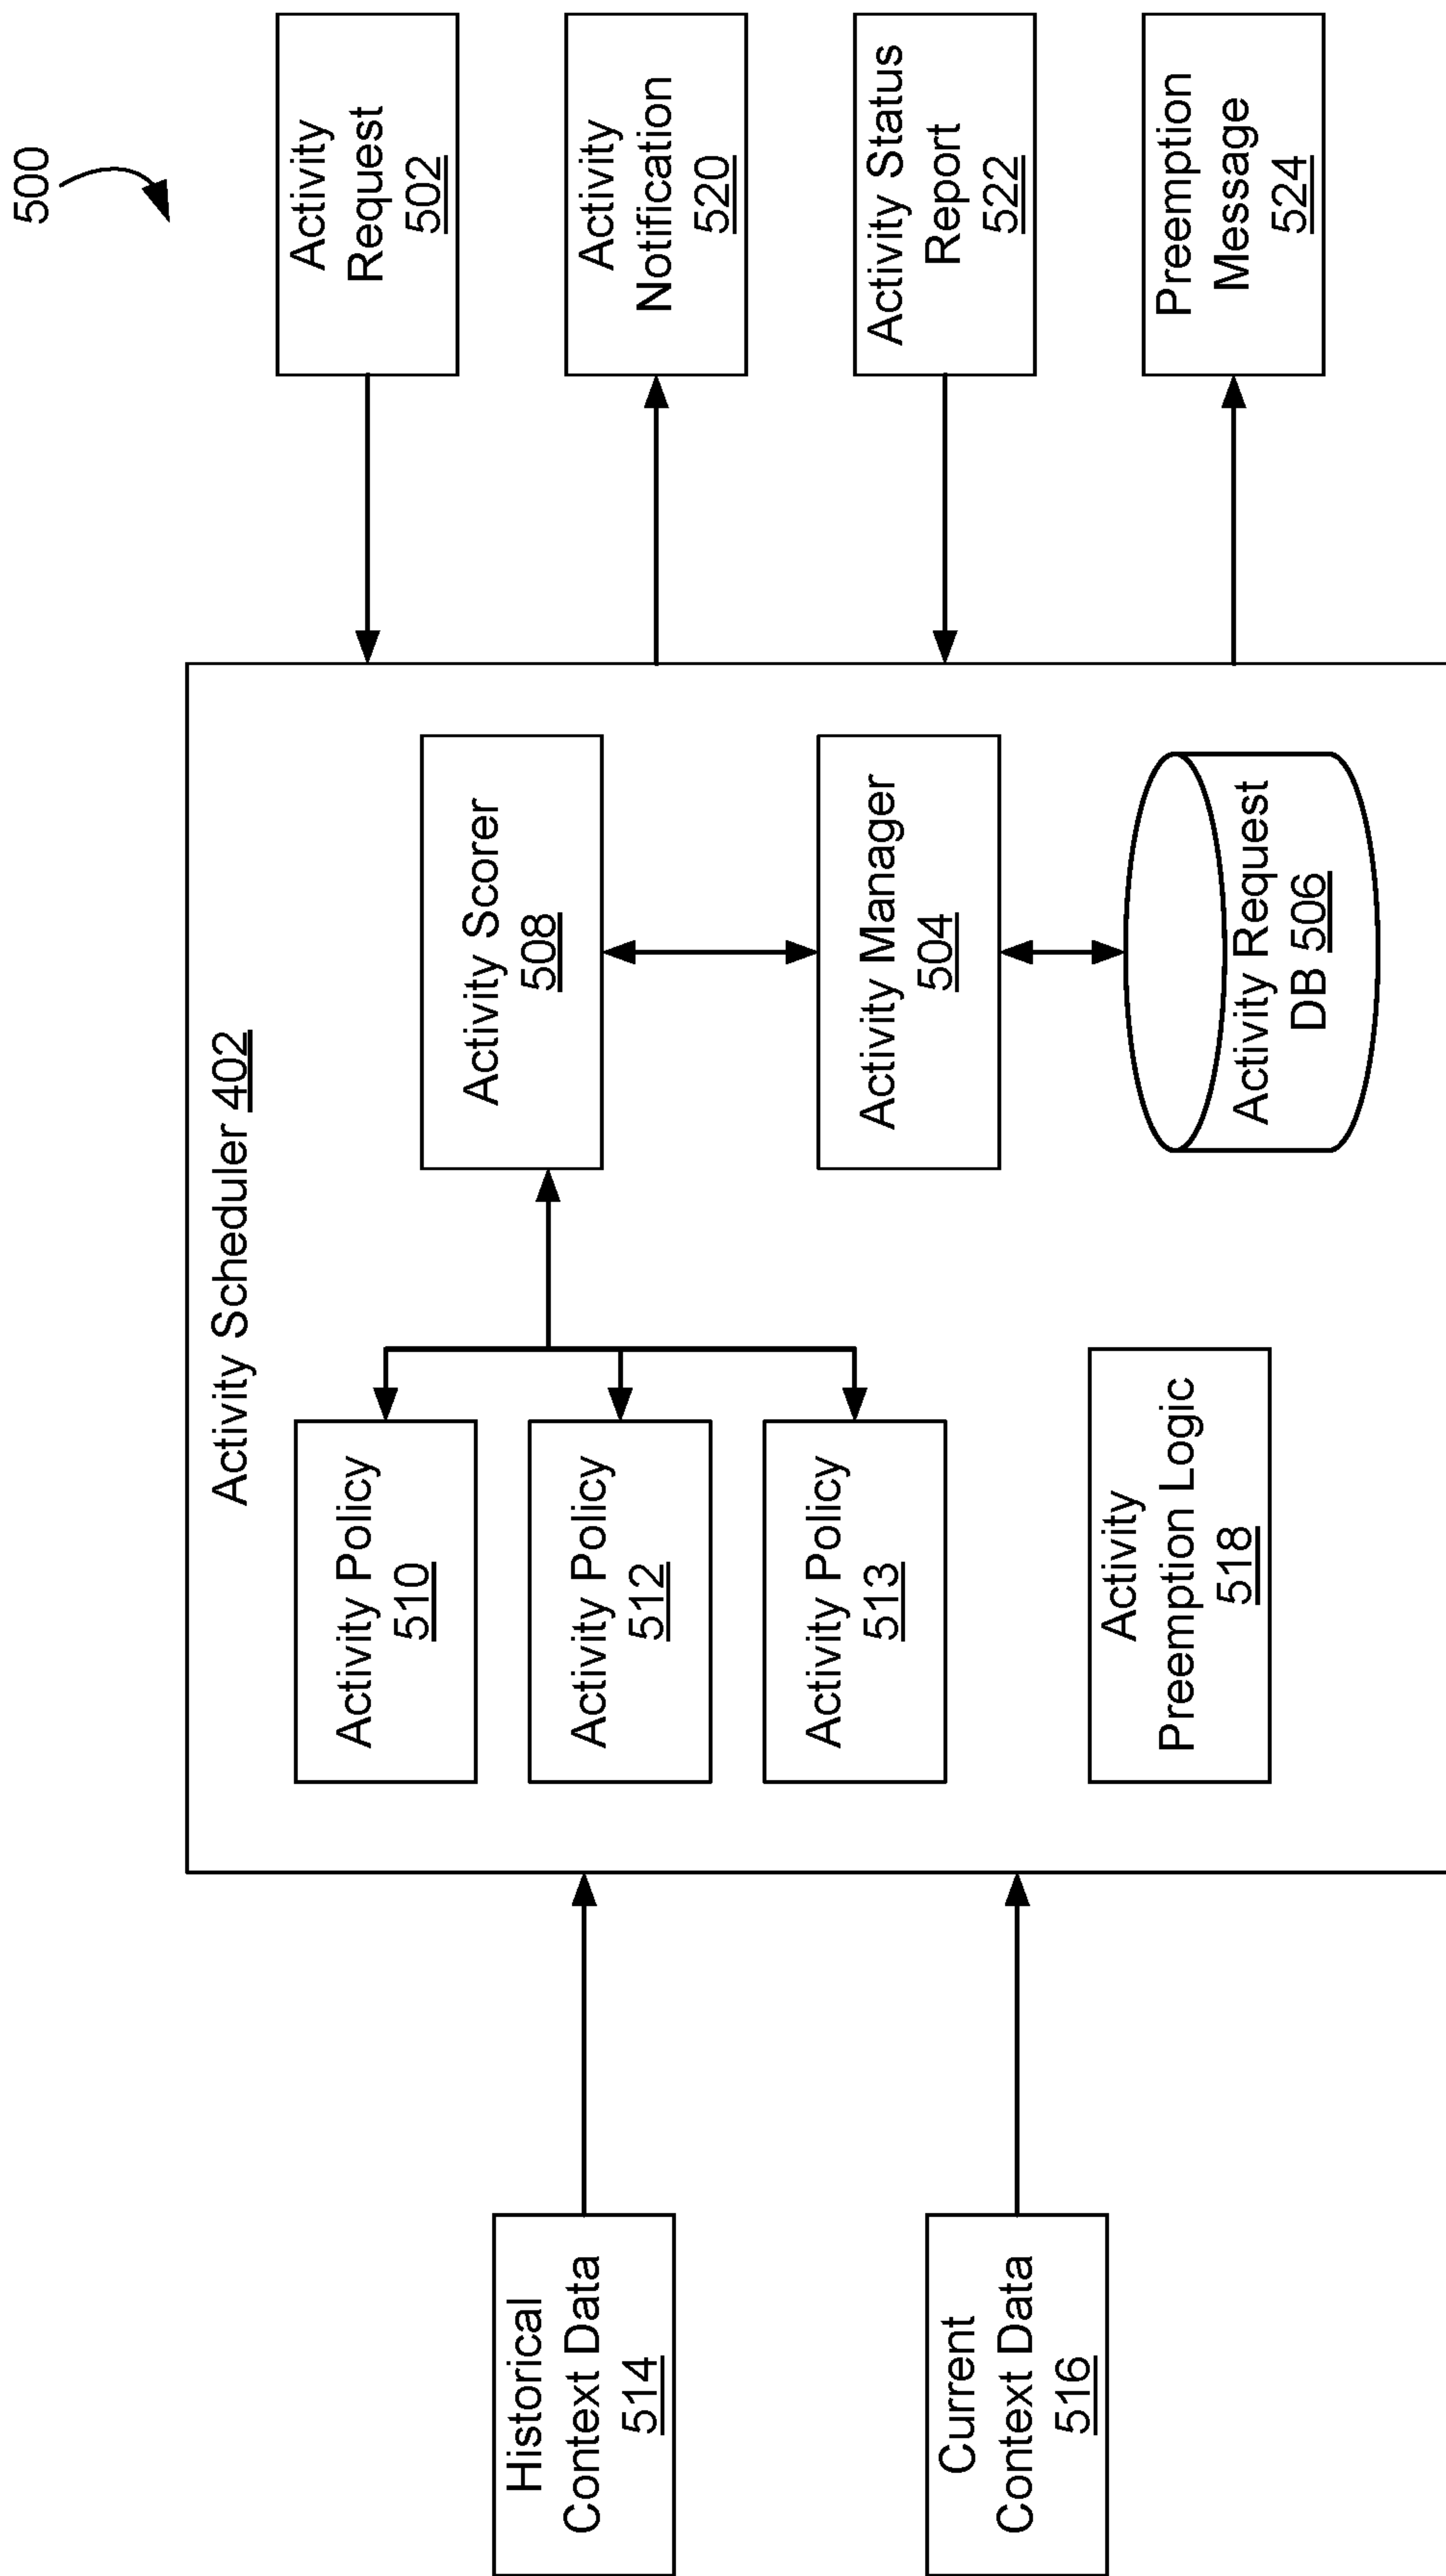 500
Activity Scheduler 402
Historical
Context Data
514
Current
Context Data
516
Activity Policy
510
Activity Policy
512
Activity Policy
513
Activity
Preemption Logic
518
Activity Scorer
508
Activity Manager
504
Activity Request
DB 506
Activity
Request
502
Activity
Notification
520
Activity Status
Report
522
Preemption
Message
524